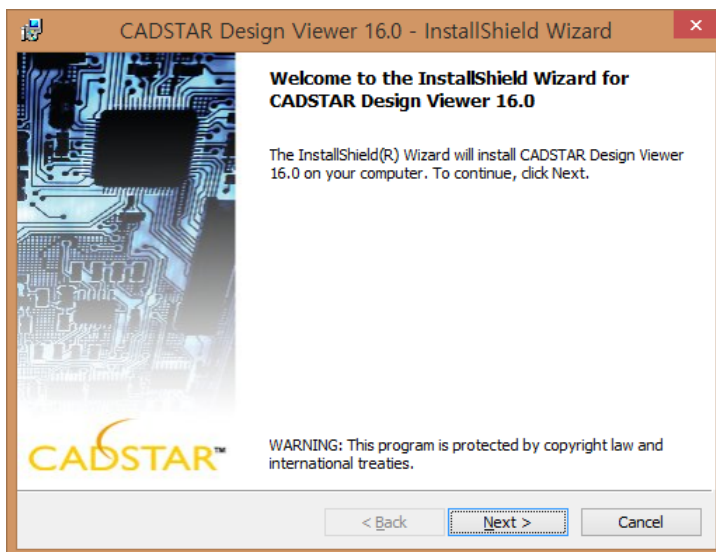 CADSTAR Design Viewer 16.0 - InstallShield Wizard
Welcome to the InstallShield Wizard for
CADSTAR Design Viewer 16.0
The InstallShield(R) Wizard will install CADSTAR Design Viewer
16.0 on your computer. To continue, click Next.
CADSTAR™
WARNING: This program is protected by copyright law and
international treaties.
< Back
Next >
Cancel